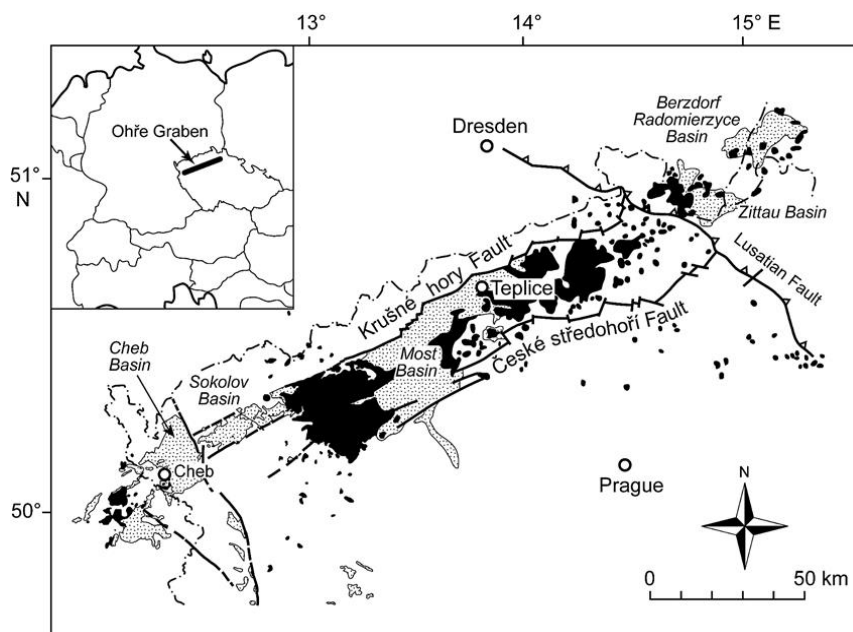 13°
14°
15° E
Ohře Graben
Berzdorf
Radomierzyce
Basin
Dresden
51°
N
Zittau Basin
Krušné hory Fault
Lusatian Fault
Teplice
České středohoří Fault
Most
Basin
Cheb
Basin
Sokolov
Basin
Cheb
Prague
N
50°
0
50 km